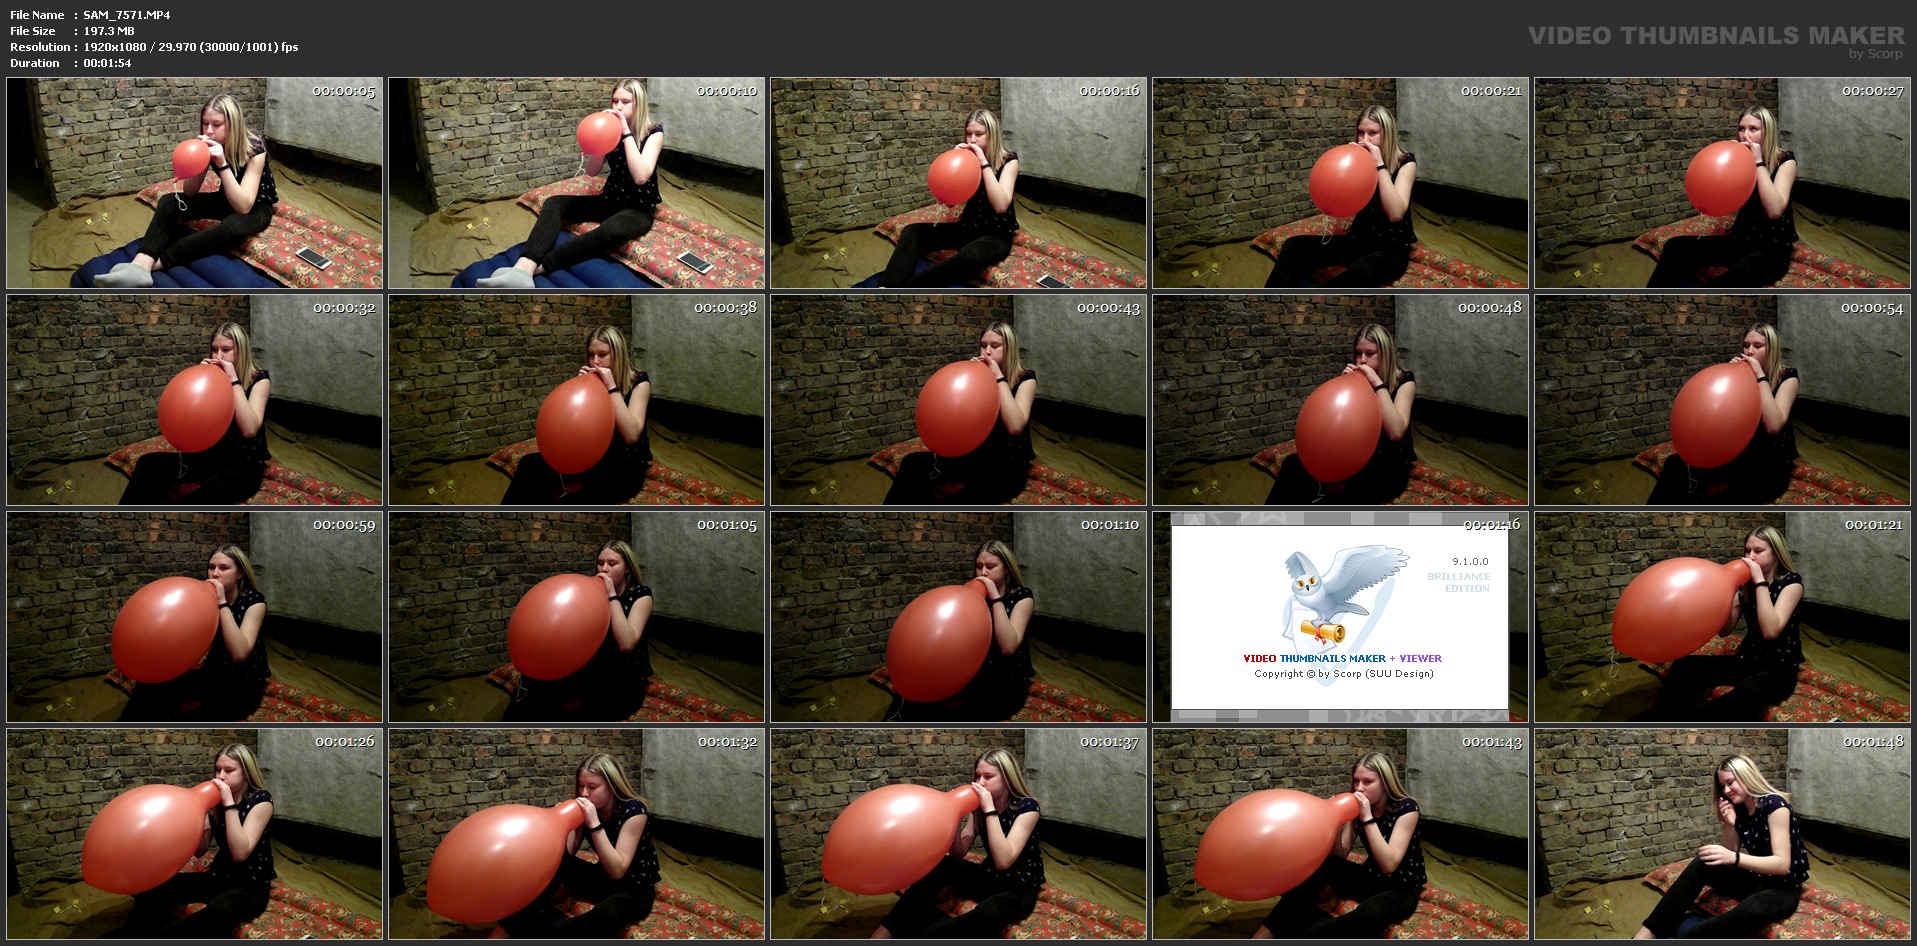 File Name : SAM_7571.MP4
File Size : 197.3 MB
Resolution : 1920x1080 / 29.970 (30000/1001) fps
Duration : 00:01:54
VIDEO THUMBNAILS MAKER
by Scorp
00:00:05
00:00:10
00:00:16
00:00:21
00:00:27
00:00:32
00:00:38
00:00:43
00:00:48
00:00:54
00:00:59
00:01:05
00:01:10
00:01:16
9.1.0.0
BRILLIANCE
EDITION
VIDEO THUMBNAILS MAKER + VIEWER
Copyright © by Scorp (SUU Design)
00:01:21
00:01:26
00:01:32
00:01:37
00:01:43
00:01:48